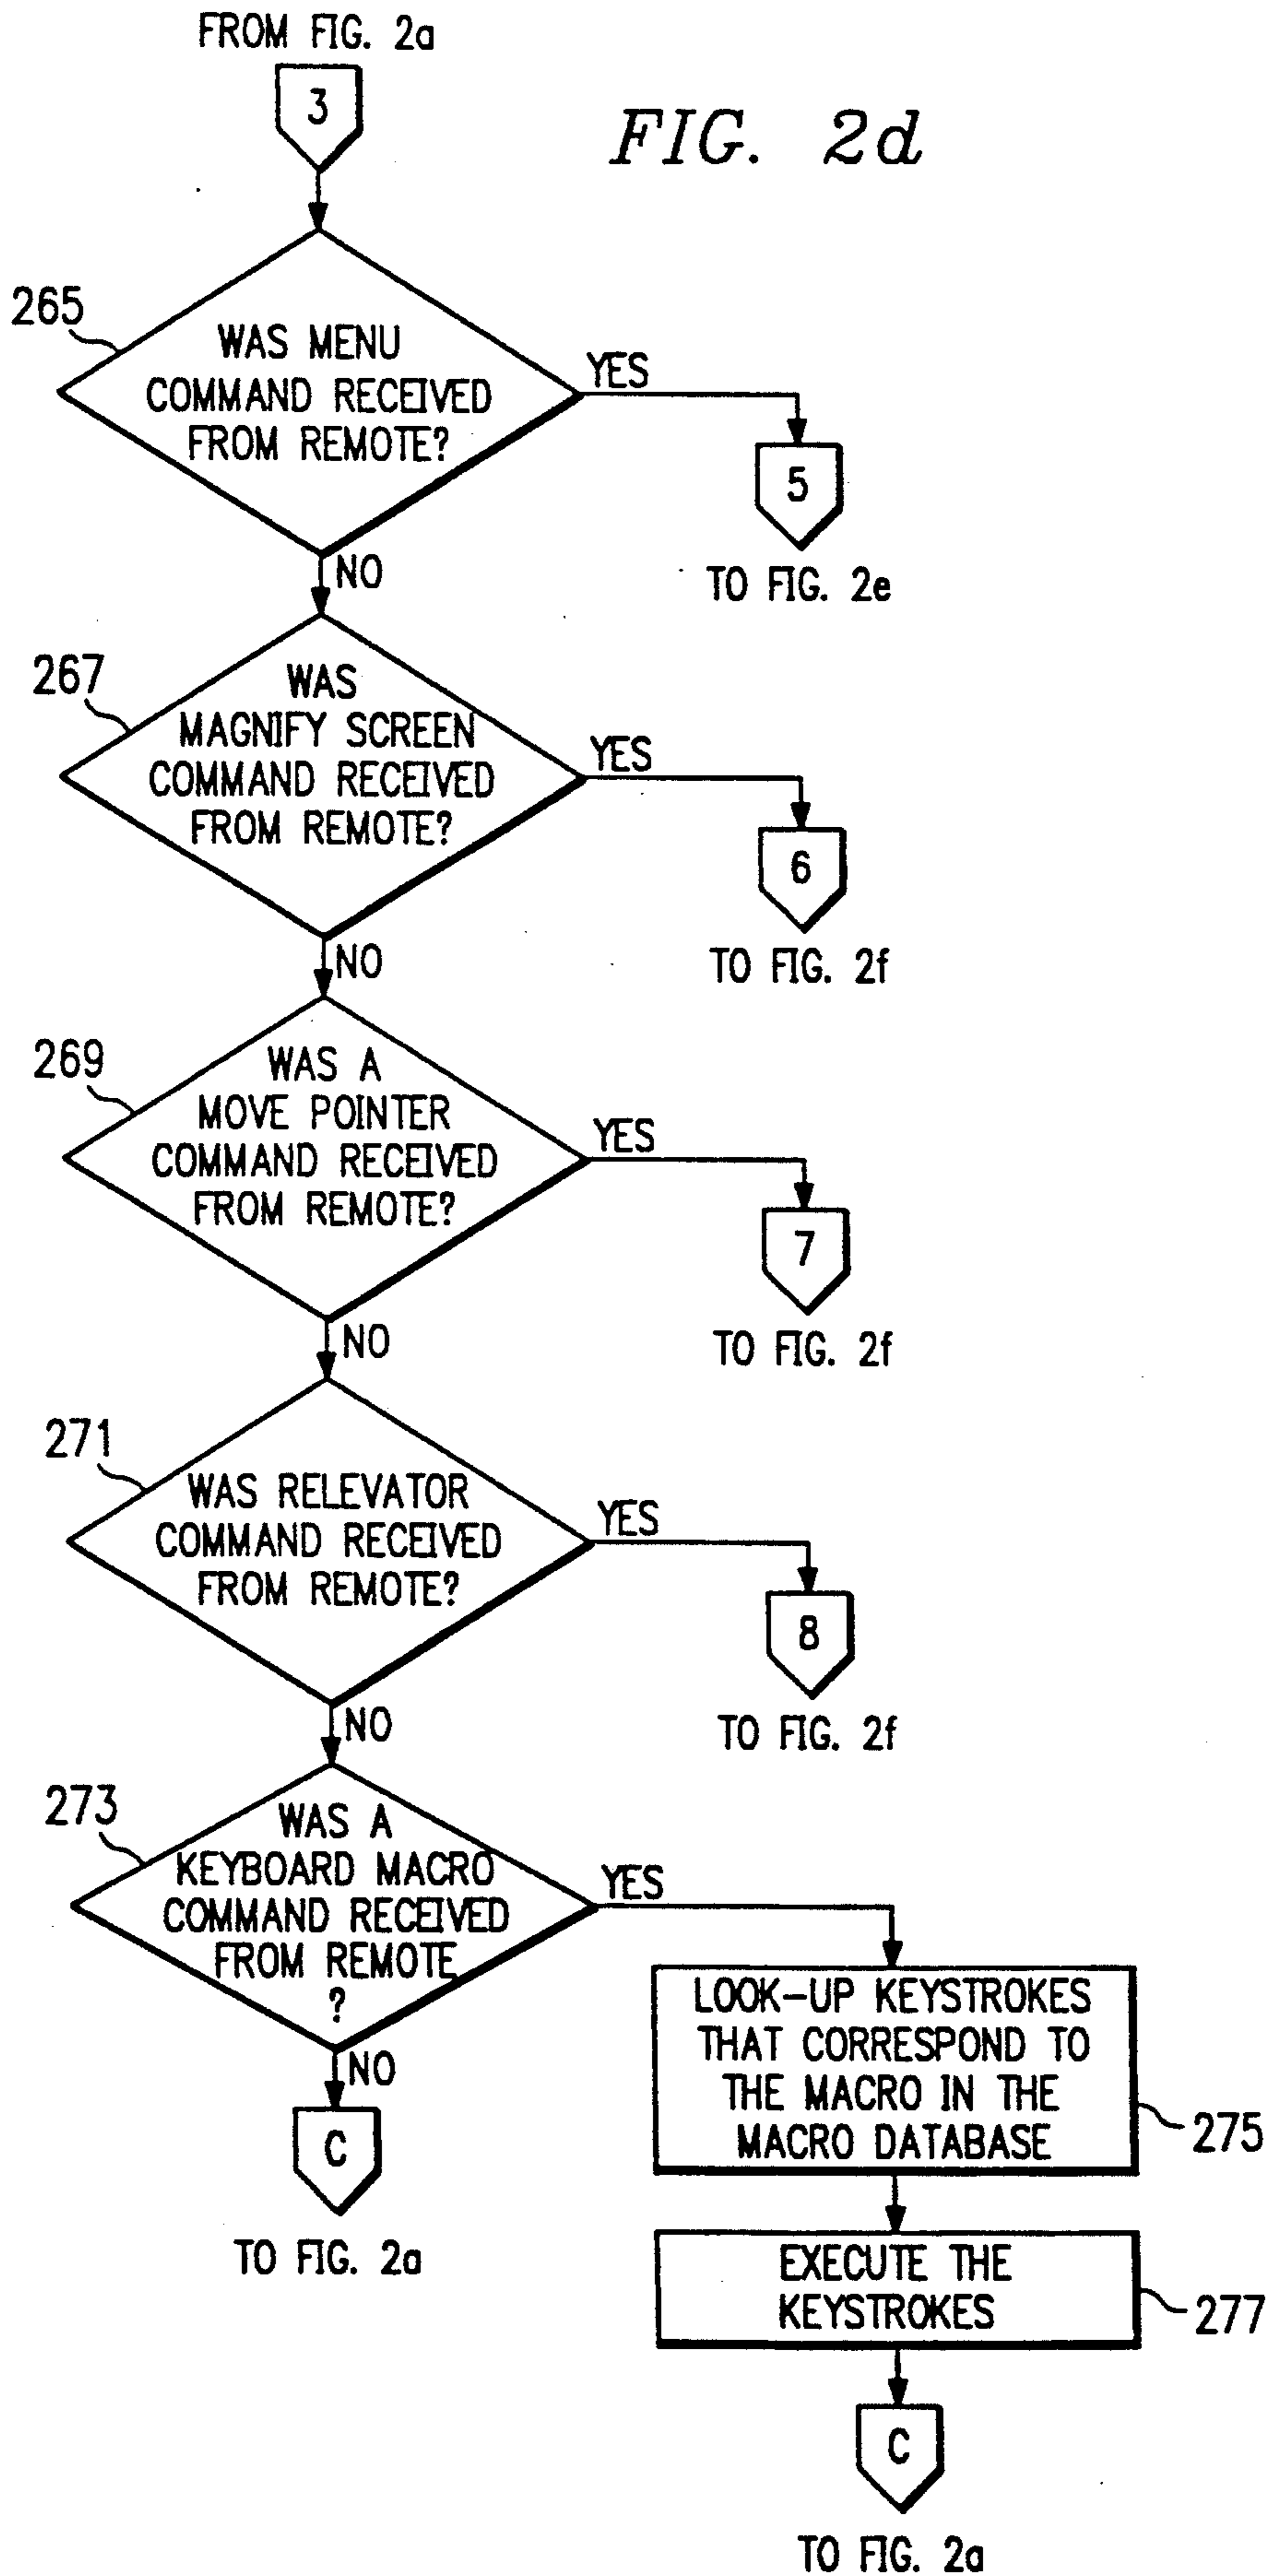 FROM FIG. 2a
3
FIG. 2d
265
WAS MENU
COMMAND RECEIVED
FROM REMOTE?
YES
5
TO FIG. 2e
NO
267
WAS
MAGNIFY SCREEN
COMMAND RECEIVED
FROM REMOTE?
YES
6
TO FIG. 2f
NO
269
WAS A
MOVE POINTER
COMMAND RECEIVED
FROM REMOTE?
YES
7
TO FIG. 2f
NO
271
WAS RELEVATOR
COMMAND RECEIVED
FROM REMOTE?
YES
8
TO FIG. 2f
NO
273
WAS A
KEYBOARD MACRO
COMMAND RECEIVED
FROM REMOTE
?
YES
NO
C
TO FIG. 2a
LOOK-UP KEYSTROKES
THAT CORRESPOND TO
THE MACRO IN THE
MACRO DATABASE
275
EXECUTE THE
KEYSTROKES
277
C
TO FIG. 2a